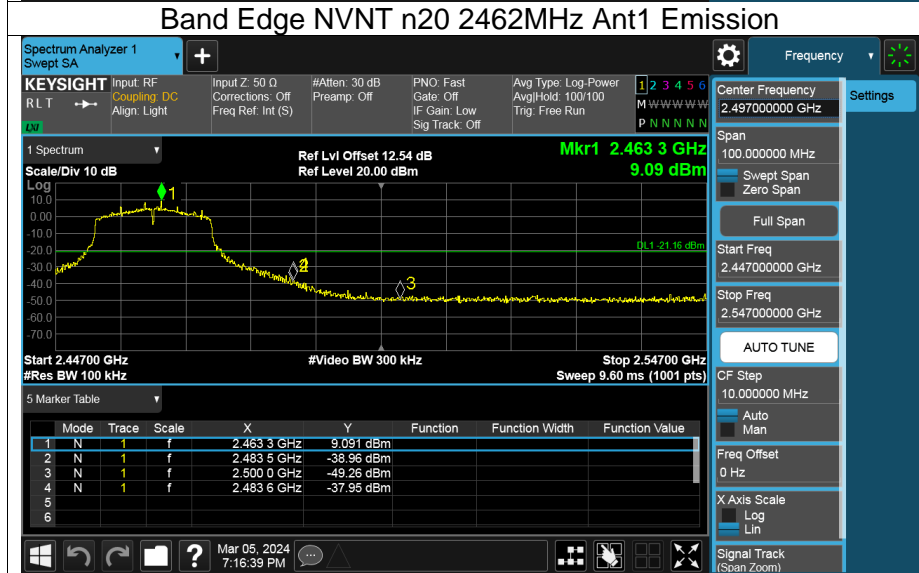 Band Edge NVNT n20 2462MHz Ant1 Emission
Spectrum Analyzer 1
Swept SA
Frequency
KEYSIGHT
RLT
LXI
Input: RF
Coupling: DC
Align: Light
Input Z: 50 Ω
Corrections: Off
Freq Ref: Int (S)
#Atten: 30 dB
Preamp: Off
PNO: Fast
Gate: Off
IF Gain: Low
Sig Track: Off
Avg Type: Log-Power
Avg|Hold: 100/100
Trig: Free Run
1 2 3 4 5 6
M W W W W W
P N N N N N
1 Spectrum
Scale/Div 10 dB
Log
Ref Lvl Offset 12.54 dB
Ref Level 20.00 dBm
Mkr1 2.463 3 GHz
9.09 dBm
10.0
0.00
-10.0
-20.0
-30.0
-40.0
-50.0
-60.0
-70.0
1
3
DL1 -21.16 dBm
Start 2.44700 GHz
#Res BW 100 kHz
#Video BW 300 kHz
Stop 2.54700 GHz
Sweep 9.60 ms (1001 pts)
5 Marker Table
Mode Trace Scale X Y Function Function Width Function Value
1 N 1 f 2.463 3 GHz 9.091 dBm
2 N 1 f 2.483 5 GHz -38.96 dBm
3 N 1 f 2.500 0 GHz -49.26 dBm
4 N 1 f 2.483 6 GHz -37.95 dBm
5
6
Mar 05, 2024
7:16:39 PM
Settings
Center Frequency
2.497000000 GHz
Span
100.000000 MHz
Swept Span
Zero Span
Full Span
Start Freq
2.447000000 GHz
Stop Freq
2.547000000 GHz
AUTO TUNE
CF Step
10.000000 MHz
Auto
Man
Freq Offset
0 Hz
X Axis Scale
Log
Lin
Signal Track
(Span Zoom)